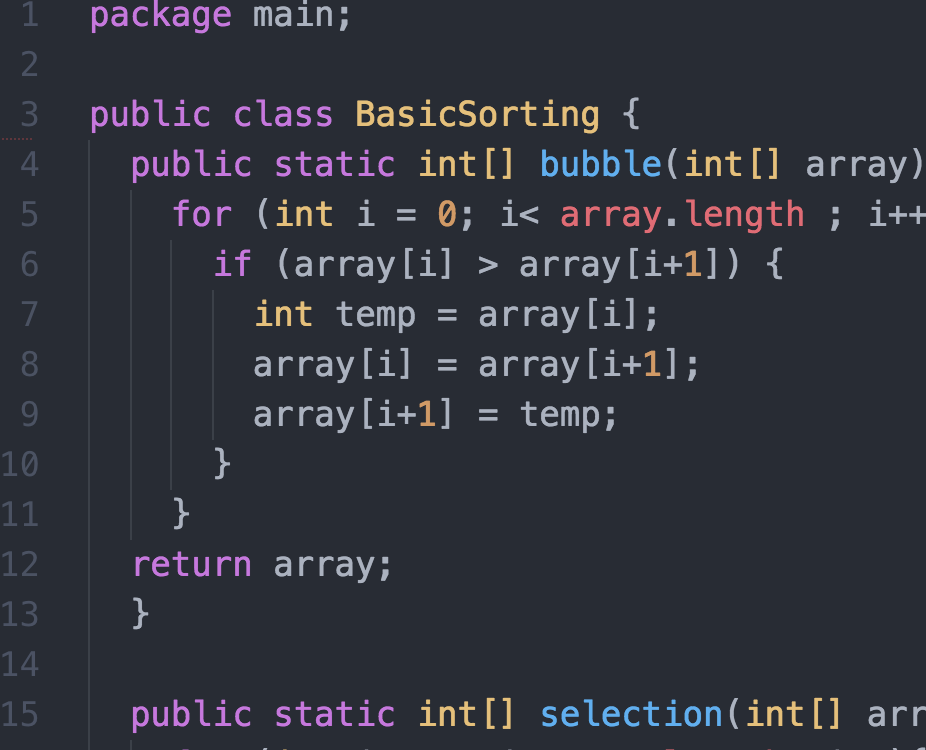 1 package main;
2
3 public class BasicSorting {
4 public static int[] bubble(int[] array)
5 for (int i = 0; i< array.length ; i++
6 if (array[i] > array[i+1]) {
7 int temp = array[i];
8 array[i] = array[i+1];
9 array[i+1] = temp;
10 }
11 }
12 return array;
13 }
14
15 public static int[] selection(int[] arr